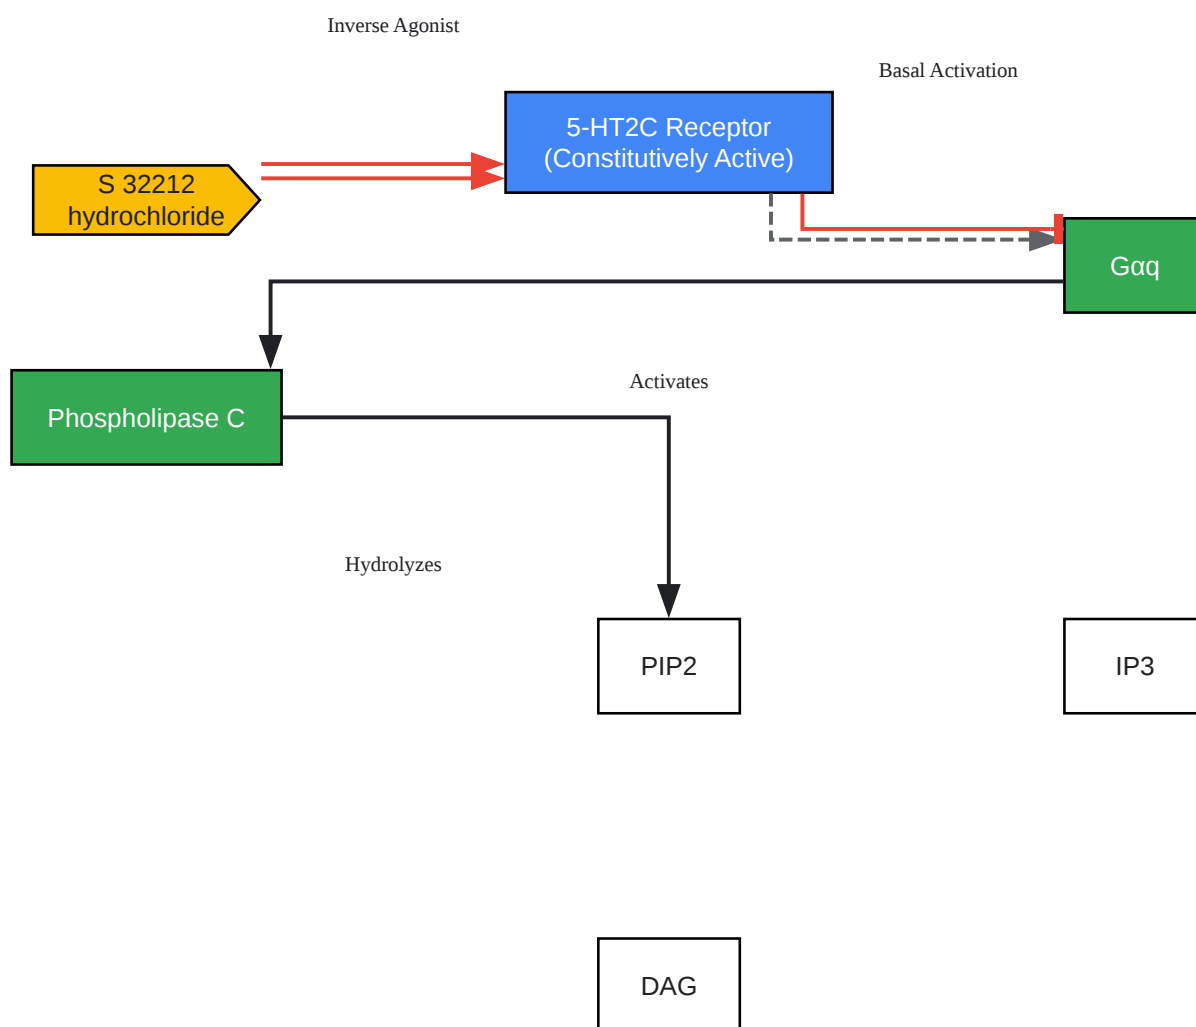 Inverse Agonist
Basal Activation
5-HT2C Receptor
(Constitutively Active)
S 32212
hydrochloride
Gαq
Activates
Phospholipase C
Hydrolyzes
PIP2
IP3
DAG